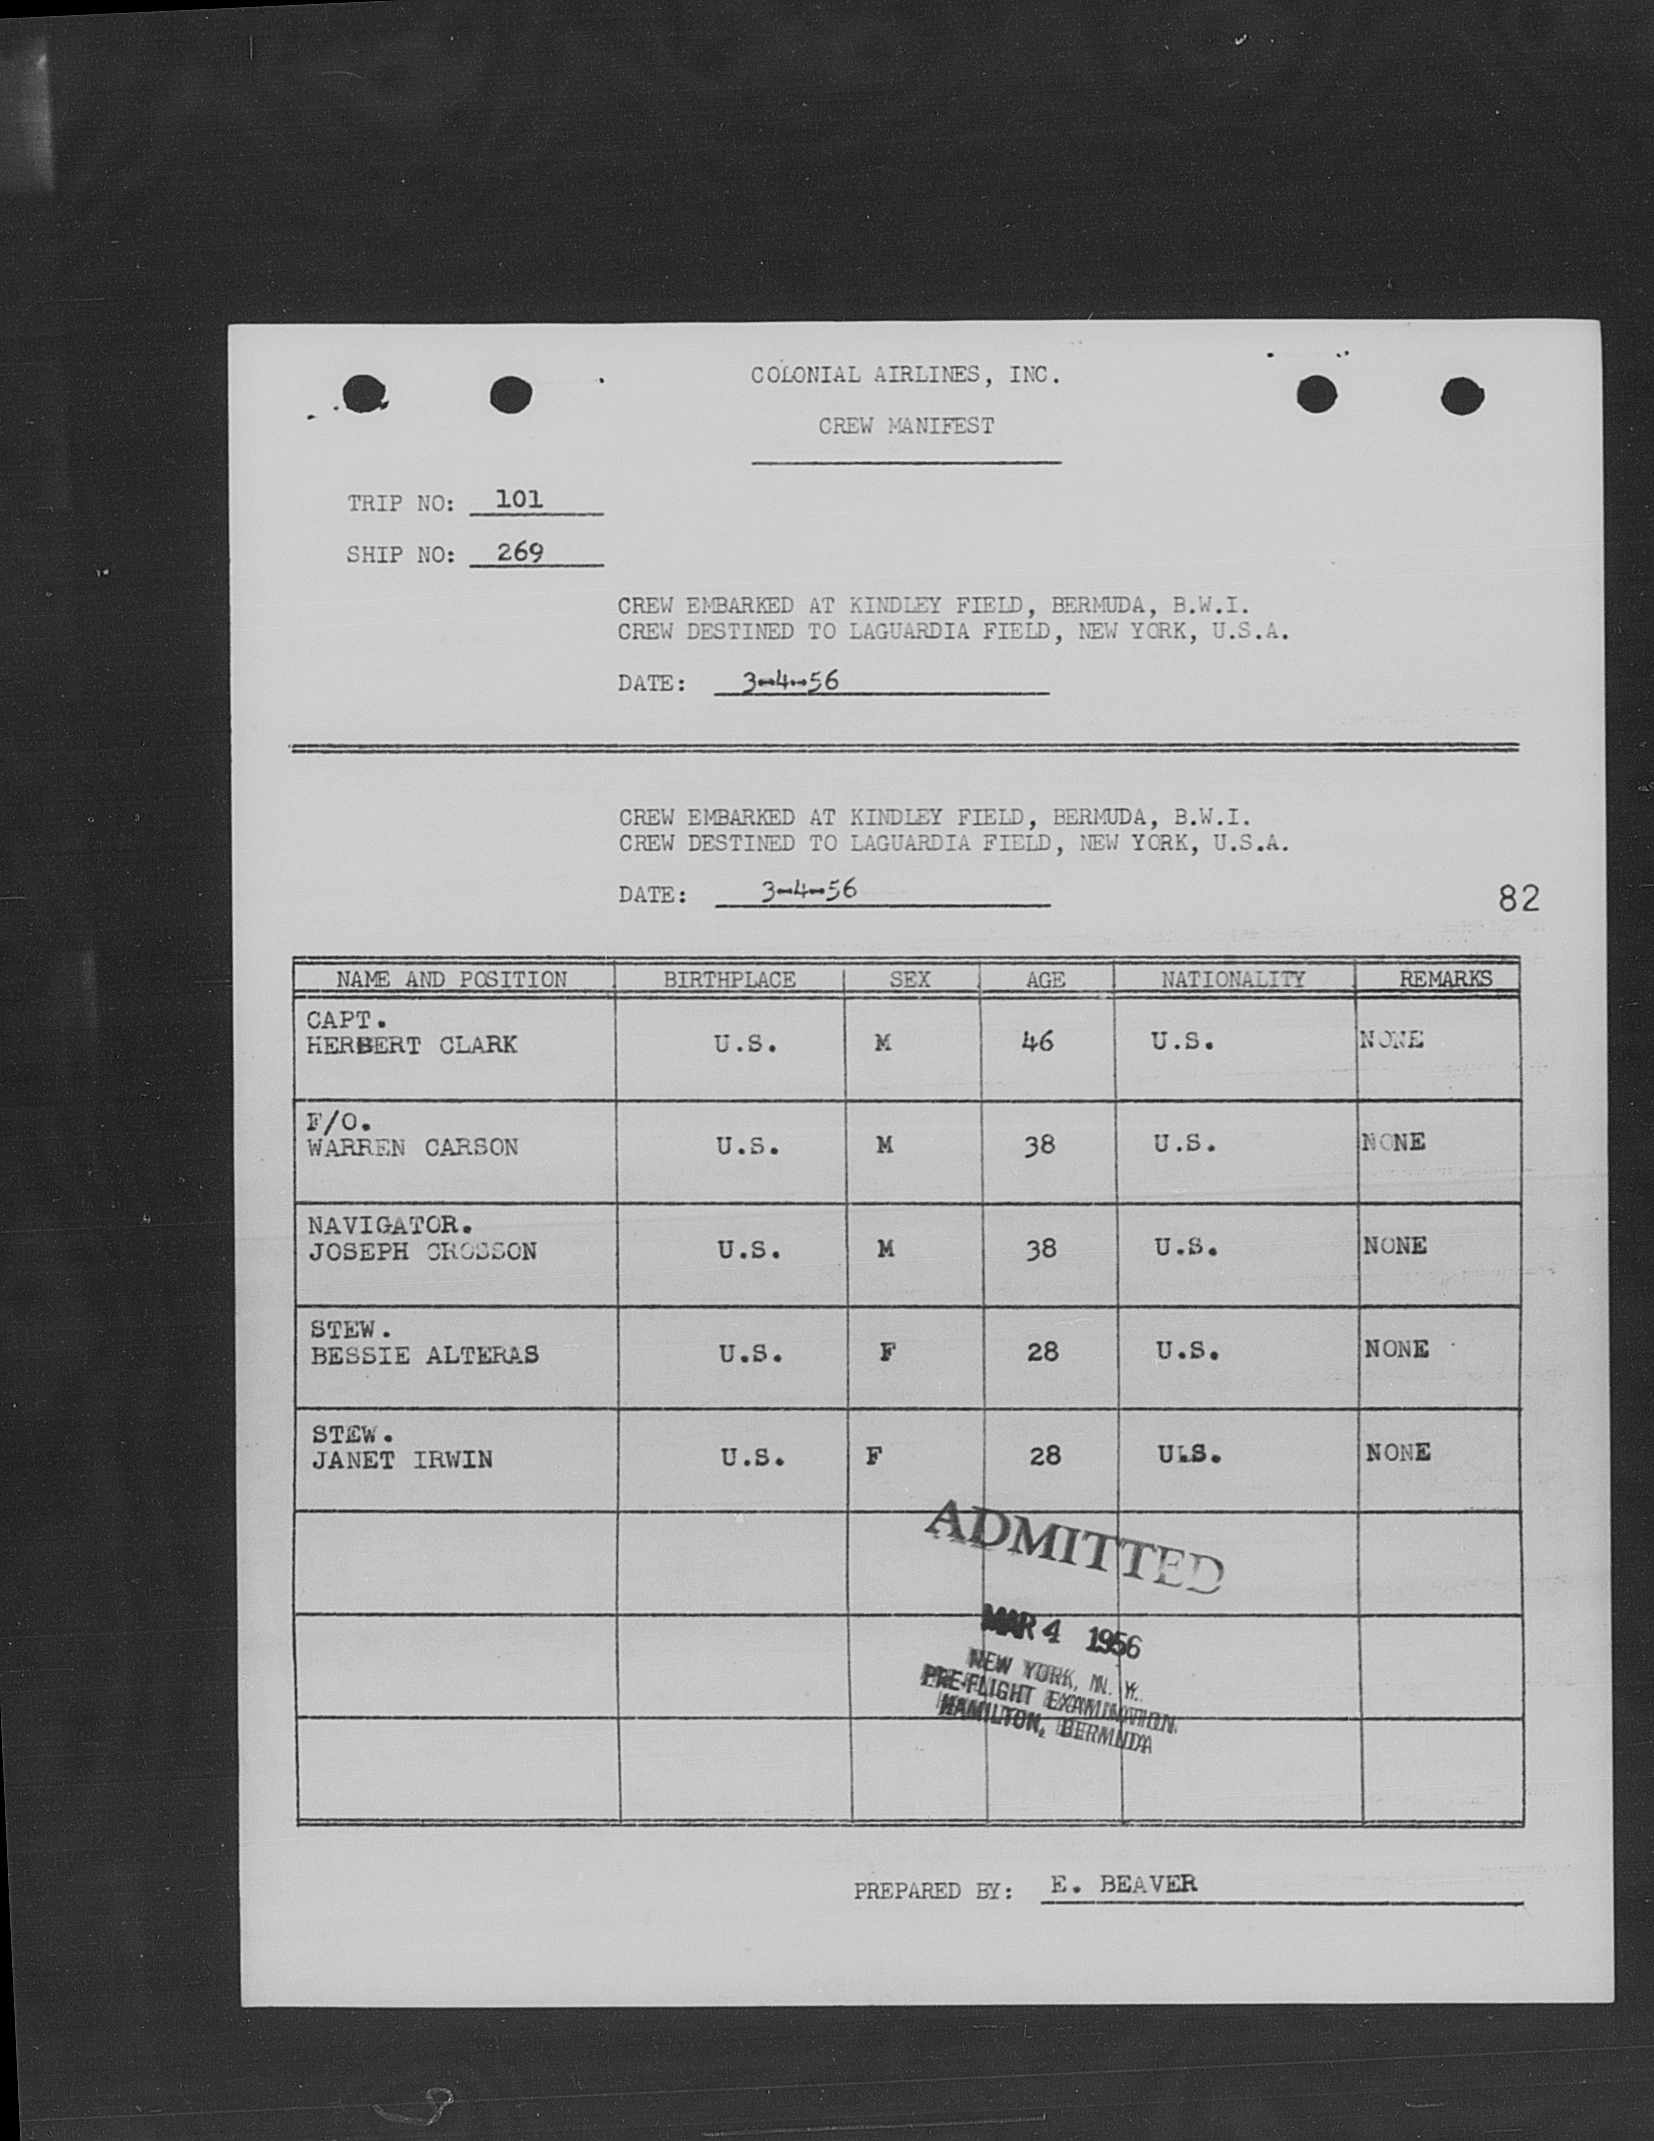 COLONIAL AIRLINES, INC.
CREW MANIFEST
TRIP NO: 101
SHIP NO: 269
CREW EMBARKED AT KINDLEY FIELD, BERMUDA, B.W.I.
CREW DESTINED TO LAGUARDIA FIELD, NEW YORK, U.S.A.
DATE: 3-4-56
CREW EMBARKED AT KINDLEY FIELD, BERMUDA, B.W.I.
CREW DESTINED TO LAGUARDIA FIELD, NEW YORK, U.S.A.
DATE: 3-4-56
82
NAME AND POSITION BIRTHPLACE SEX AGE NATIONALITY REMARKS
CAPT.
HERBERT CLARK U.S. M 46 U.S. NONE
F/O.
WARREN CARSON U.S. M 38 U.S. NONE
NAVIGATOR.
JOSEPH CROSSON U.S. M 38 U.S. NONE
STEW.
BESSIE ALTERAS U.S. F 28 U.S. NONE
STEW.
JANET IRWIN U.S. F 28 U.S. NONE
ADMITTED
MAR 4 1956
NEW YORK, N. Y.
PRE-FLIGHT EXAMINATION
HAMILTON, BERMUDA
PREPARED BY: E. BEAVER